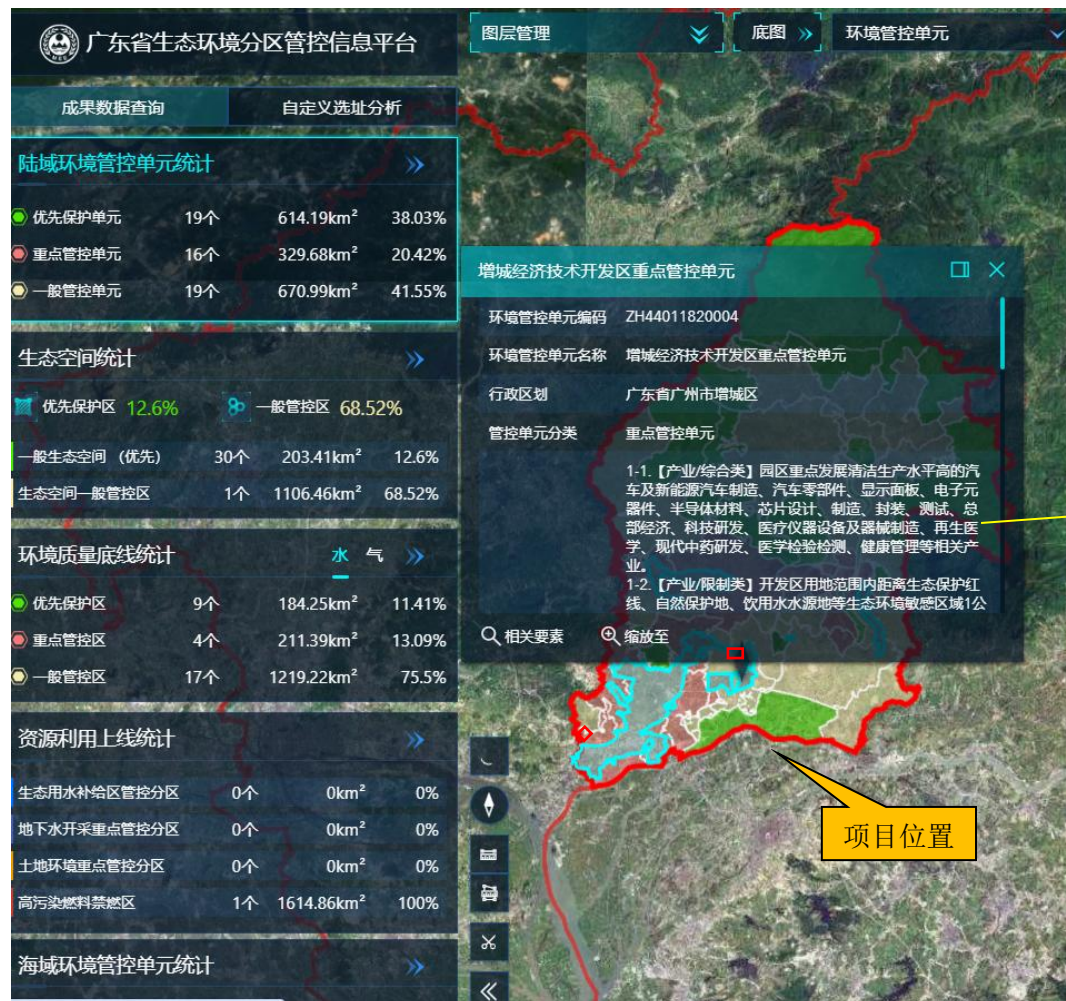 广东省生态环境分区管控信息平台
图层管理
底图
环境管控单元
成果数据查询
自定义选址分析
陆域环境管控单元统计
优先保护单元 19个 614.19km² 38.03%
重点管控单元 16个 329.68km² 20.42%
一般管控单元 19个 670.99km² 41.55%
生态空间统计
优先保护区 12.6% 一般管控区 68.52%
一般生态空间 (优先) 30个 203.41km² 12.6%
生态空间一般管控区 1个 1106.46km² 68.52%
环境质量底线统计 水 气
优先保护区 9个 184.25km² 11.41%
重点管控区 4个 211.39km² 13.09%
一般管控区 17个 1219.22km² 75.5%
资源利用上线统计
生态用水补给区管控分区 0个 0km² 0%
地下水开采重点管控分区 0个 0km² 0%
土地环境重点管控分区 0个 0km² 0%
高污染燃料禁燃区 1个 1614.86km² 100%
海域环境管控单元统计
增城经济技术开发区重点管控单元
环境管控单元编码 ZH44011820004
环境管控单元名称 增城经济技术开发区重点管控单元
行政区划 广东省广州市增城区
管控单元分类 重点管控单元
1-1.【产业/综合类】园区重点发展清洁生产水平高的汽
车及新能源汽车制造、汽车零部件、显示面板、电子元
器件、半导体材料、芯片设计、制造、封装、测试、总
部经济、科技研发、医疗仪器设备及器械制造、再生医
学、现代中药研发、医学检验检测、健康管理等相关产
业。
1-2.【产业/限制类】开发区用地范围内距离生态保护红
线、自然保护地、饮用水水源地等生态环境敏感区域1公
相关要素 缩放至
项目位置